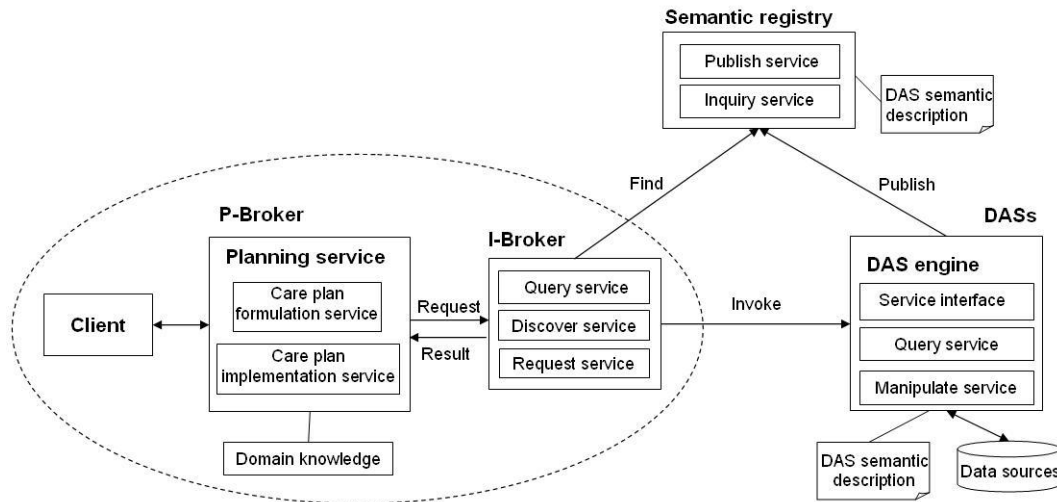 Semantic registry
Publish service
Inquiry service
DAS semantic
description
Find
Publish
P-Broker
Planning service
Care plan
formulation service
Care plan
implementation service
Client
Domain knowledge
Request
Result
I-Broker
Query service
Discover service
Request service
Invoke
DASs
DAS engine
Service interface
Query service
Manipulate service
DAS semantic
description
Data sources